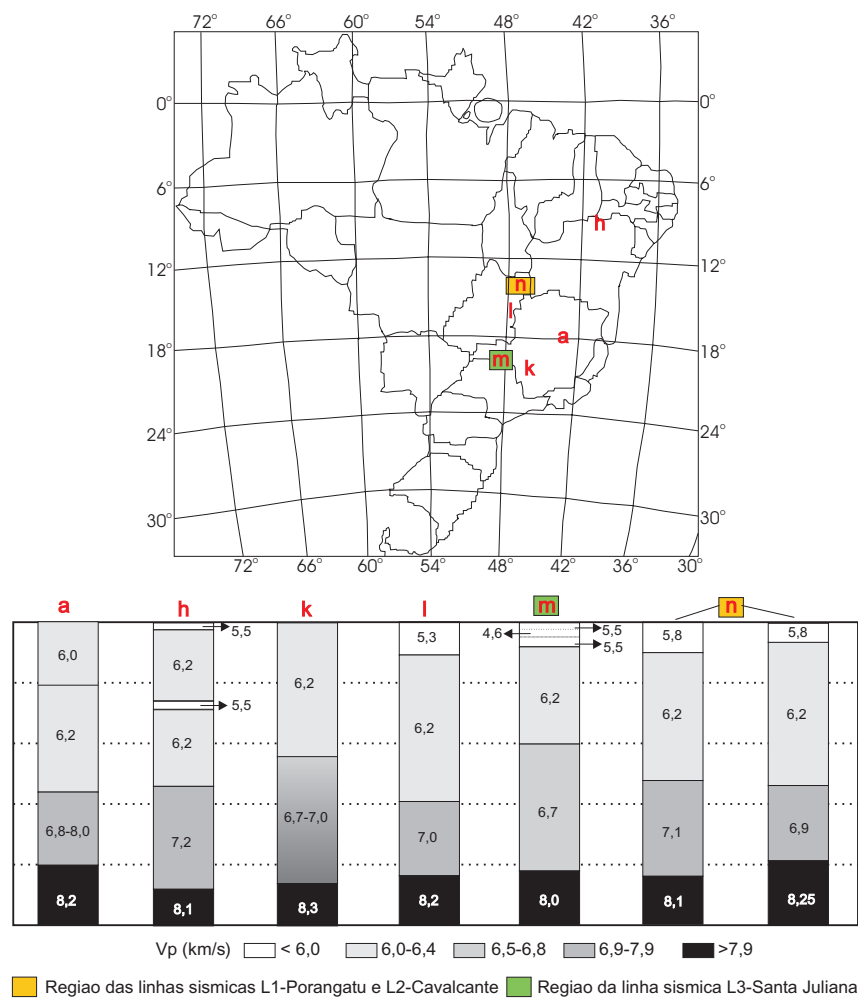 72° 66° 60° 54° 48° 42° 36°
0° 0°
6° 6°
h
12° 12°
n
l
a
18° 18°
m
k
24° 24°
30° 30°
72° 66° 60° 54° 48° 42° 36° 30°
a h k l m n
5,5 4,6 5,5 5,8 5,8
5,3 5,5
6,0 6,2 6,2 6,2 6,2 6,2 6,2
5,5
6,2 6,2
6,8-8,0 7,2 6,7-7,0 7,0 6,7 7,1 6,9
8,2 8,1 8,3 8,2 8,0 8,1 8,25
Vp (km/s) < 6,0 6,0-6,4 6,5-6,8 6,9-7,9 >7,9
Regiao das linhas sismicas L1-Porangatu e L2-Cavalcante Regiao da linha sismica L3-Santa Juliana